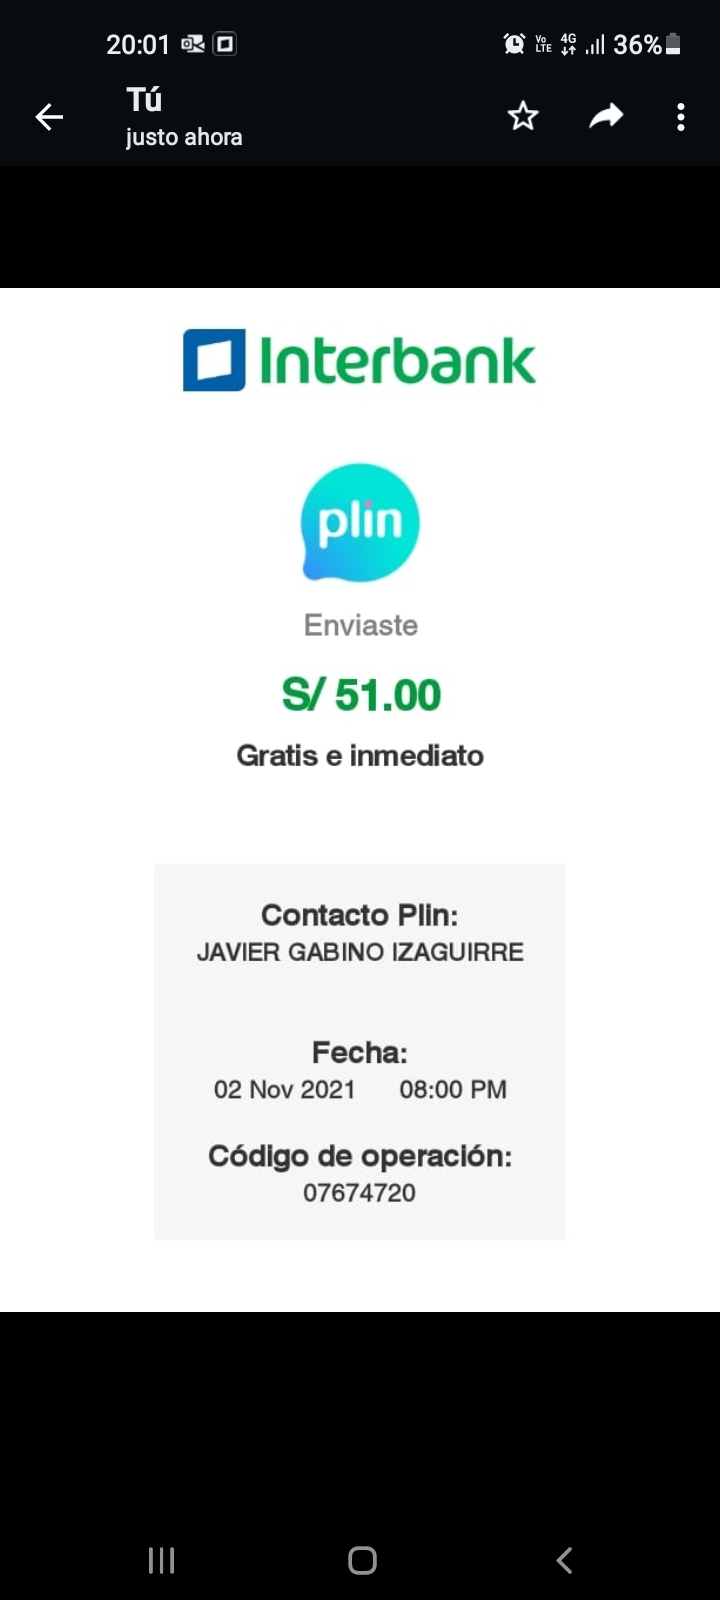 20:01 Vo LTE 4G 36%
Tú
justo ahora
Interbank
plin
Enviaste
S/ 51.00
Gratis e inmediato
Contacto Plin:
JAVIER GABINO IZAGUIRRE
Fecha:
02 Nov 2021 08:00 PM
Código de operación:
07674720